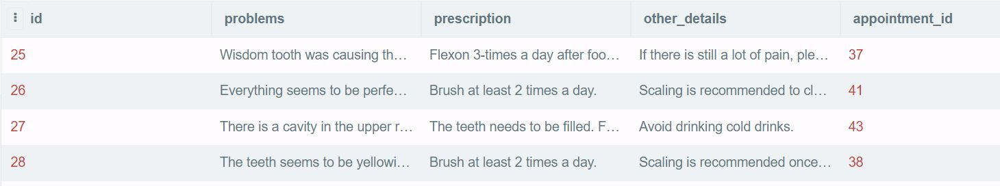 id problems prescription other_details appointment_id
25 Wisdom tooth was causing th… Flexon 3-times a day after foo… If there is still a lot of pain, ple… 37
26 Everything seems to be perfe… Brush at least 2 times a day. Scaling is recommended to cl… 41
27 There is a cavity in the upper r… The teeth needs to be filled. F… Avoid drinking cold drinks. 43
28 The teeth seems to be yellowi… Brush at least 2 times a day. Scaling is recommended once… 38